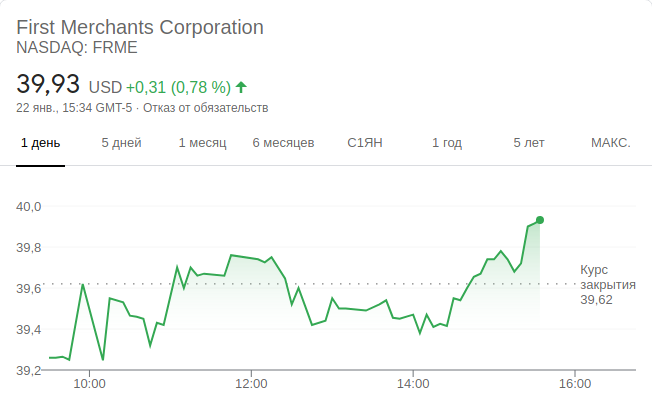 First Merchants Corporation
NASDAQ: FRME
39,93 USD +0,31 (0,78 %)
22 янв., 15:34 GMT-5 · Отказ от обязательств
1 день 5 дней 1 месяц 6 месяцев С1ЯН 1 год 5 лет МАКС.
40,0
39,8
39,6
39,4
39,2
Курс
закрытия
39,62
10:00 12:00 14:00 16:00